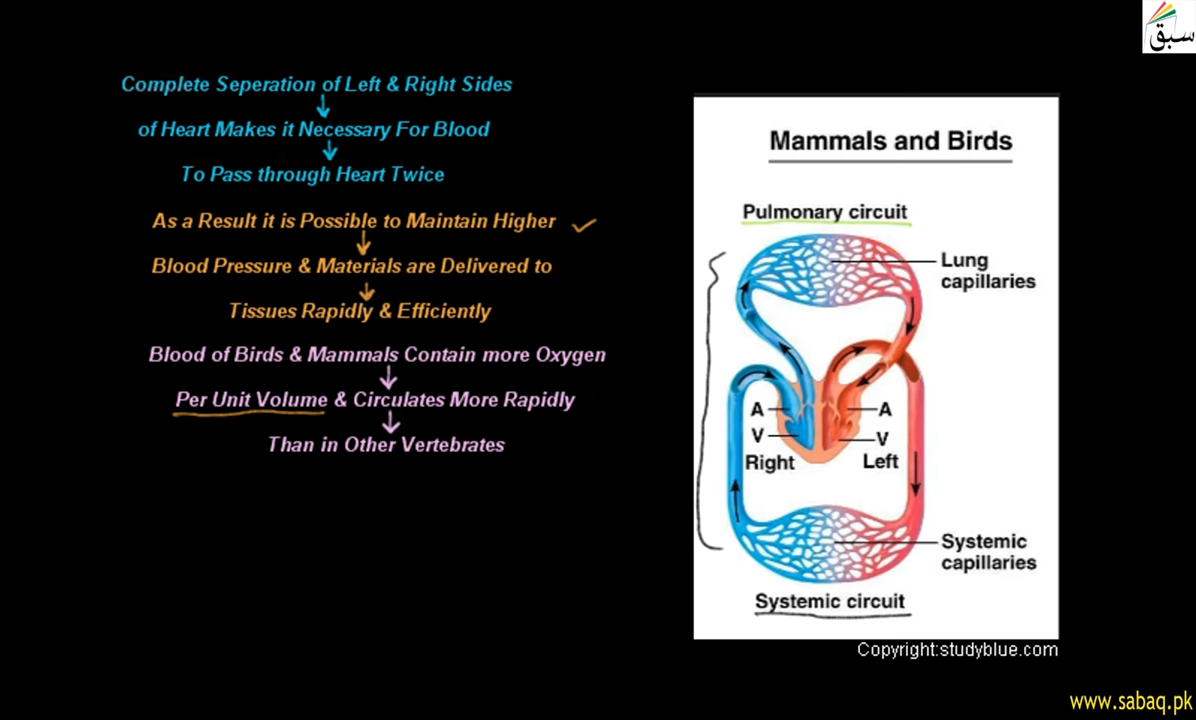 سبق
Complete Seperation of Left & Right Sides
of Heart Makes it Necessary For Blood
To Pass through Heart Twice
As a Result it is Possible to Maintain Higher
Blood Pressure & Materials are Delivered to
Tissues Rapidly & Efficiently
Blood of Birds & Mammals Contain more Oxygen
Per Unit Volume & Circulates More Rapidly
Than in Other Vertebrates
Mammals and Birds
Pulmonary circuit
Lung
capillaries
A
A
V
V
Right
Left
Systemic
capillaries
Systemic circuit
Copyright:studyblue.com
www.sabaq.pk